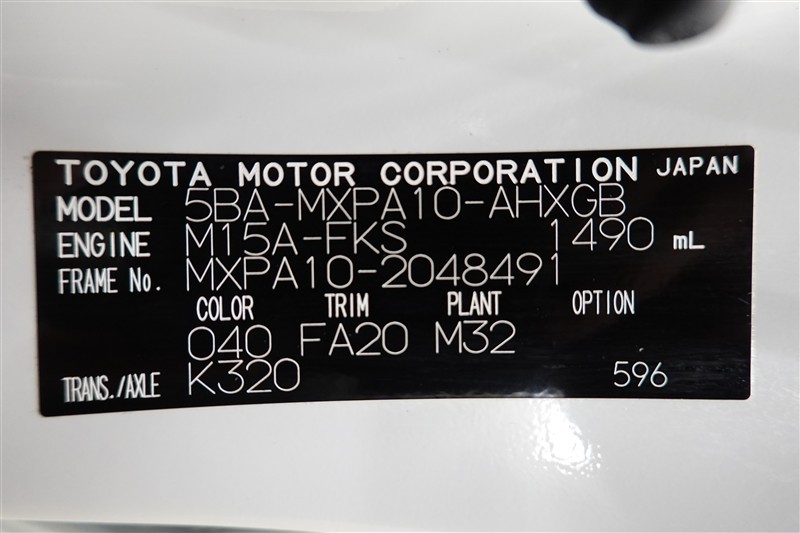 TOYOTA MOTOR CORPORATION JAPAN
MODEL 5BA-MXPA10-AHXGB
ENGINE M15A-FKS 1490 mL
FRAME No. MXPA10-2048491
COLOR TRIM PLANT OPTION
040 FA20 M32
TRANS./AXLE K320 596